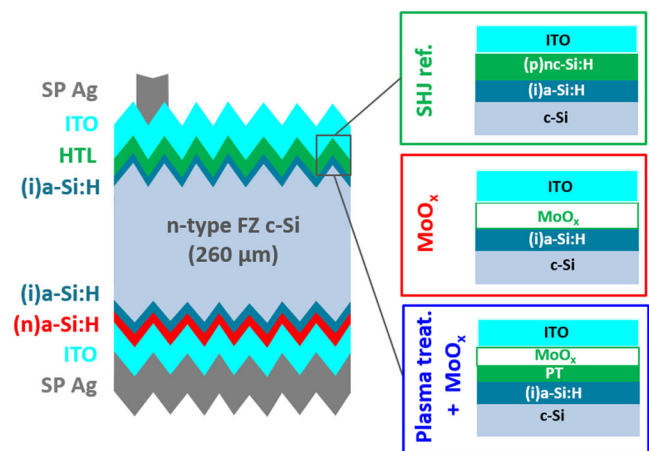 SP Ag
ITO
HTL
(i)a-Si:H
n-type FZ c-Si
(260 µm)
(i)a-Si:H
(n)a-Si:H
ITO
SP Ag
SHJ ref.
ITO
(p)nc-Si:H
(i)a-Si:H
c-Si
MoOₓ
ITO
MoOₓ
(i)a-Si:H
c-Si
Plasma treat.
+ MoOₓ
ITO
MoOₓ
PT
(i)a-Si:H
c-Si